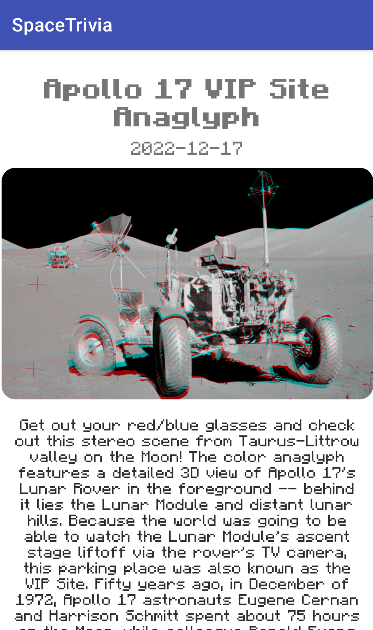 SpaceTrivia
Apollo 17 VIP Site
Anaglyph
2022-12-17
Get out your red/blue glasses and check
out this stereo scene from Taurus-Littrow
valley on the Moon! The color anaglyph
features a detailed 3D view of Apollo 17's
Lunar Rover in the foreground -- behind
it lies the Lunar Module and distant lunar
hills. Because the world was going to be
able to watch the Lunar Module's ascent
stage liftoff via the rover's TV camera,
this parking place was also known as the
VIP Site. Fifty years ago, in December of
1972, Apollo 17 astronauts Eugene Cernan
and Harrison Schmitt spent about 75 hours
on the Moon, while colleague Ronald Evans